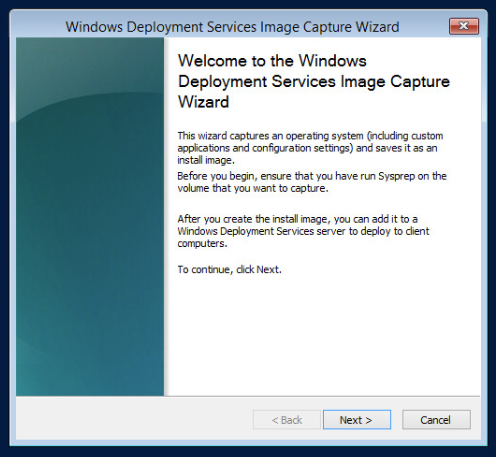 Windows Deployment Services Image Capture Wizard
Welcome to the Windows
Deployment Services Image Capture
Wizard
This wizard captures an operating system (including custom
applications and configuration settings) and saves it as an
install image.
Before you begin, ensure that you have run Sysprep on the
volume that you want to capture.
After you create the install image, you can add it to a
Windows Deployment Services server to deploy to client
computers.
To continue, click Next.
< Back
Next >
Cancel